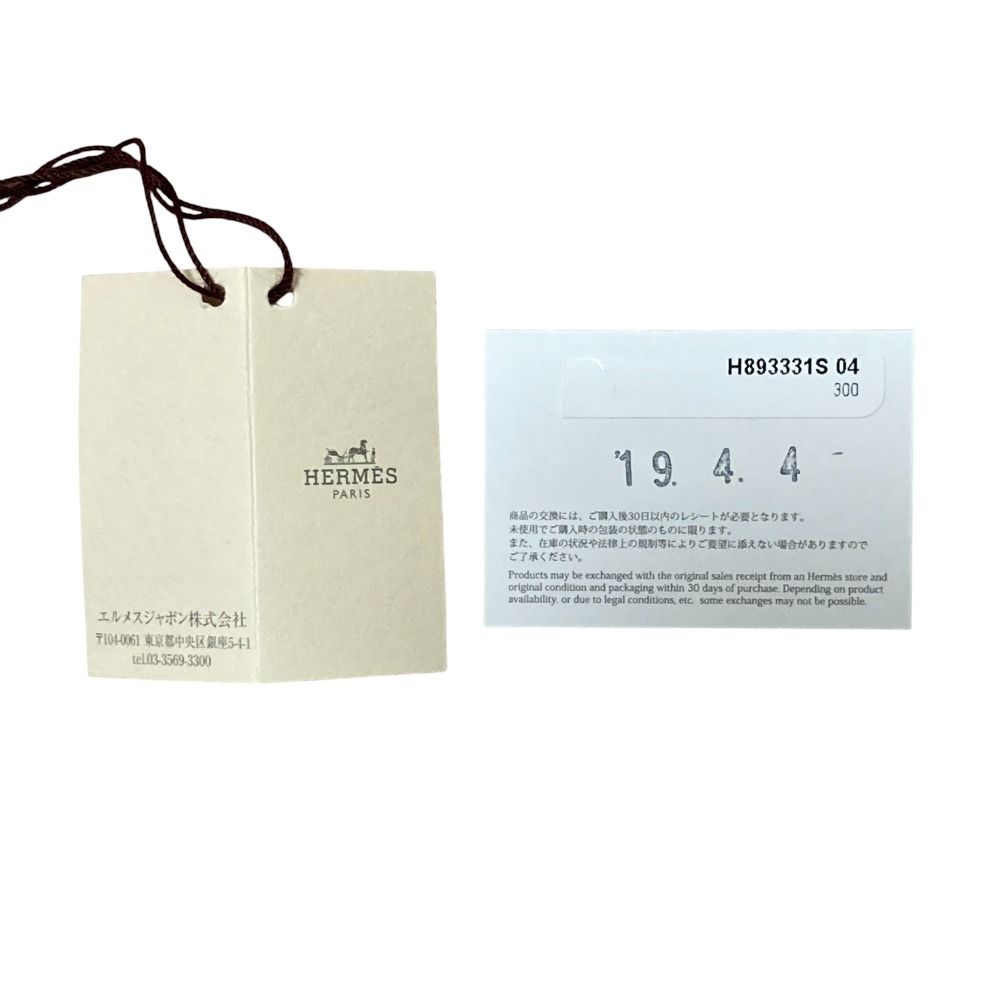 HERMÈS
PARIS
エルメスジャポン株式会社
〒104-0061 東京都中央区銀座5-4-1
tel.03-3569-3300
H893331S 04
300
'19. 4. 4
商品の交換には、ご購入後30日以内のレシートが必要となります。
未使用でご購入時の包装の状態のものに限ります。
また、在庫の状況や法律上の規制等によりご要望に添えない場合がありますので
ご了承ください。
Products may be exchanged with the original sales receipt from an Hermès store and
original condition and packaging within 30 days of purchase. Depending on product
availability, or due to legal conditions, etc. some exchanges may not be possible.